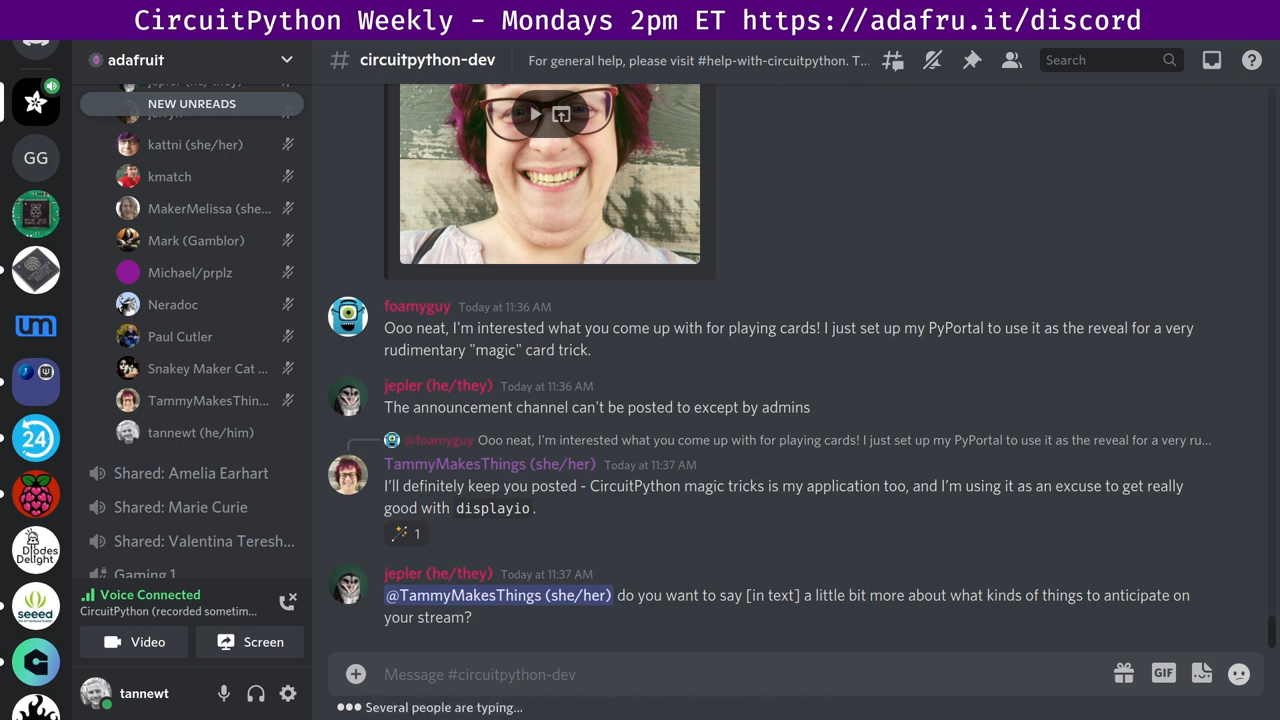 CircuitPython Weekly - Mondays 2pm ET https://adafru.it/discord
adafruit
# circuitpython-dev
For general help, please visit #help-with-circuitpython. T...
Search
NEW UNREADS
GG
kattni (she/her)
kmatch
MakerMelissa (she...
Mark (Gamblor)
Michael/prplz
Neradoc
Paul Cutler
Snakey Maker Cat ...
TammyMakesThin...
tannewt (he/him)
Shared: Amelia Earhart
Shared: Marie Curie
Shared: Valentina Teresh...
Gaming 1
um
24
Diodes
Delight
seeed
Voice Connected
CircuitPython (recorded sometim...
Video
Screen
tannewt
foamyguy Today at 11:36 AM
Ooo neat, I'm interested what you come up with for playing cards! I just set up my PyPortal to use it as the reveal for a very
rudimentary "magic" card trick.
jepler (he/they) Today at 11:36 AM
The announcement channel can't be posted to except by admins
@foamyguy Ooo neat, I'm interested what you come up with for playing cards! I just set up my PyPortal to use it as the reveal for a very ru...
TammyMakesThings (she/her) Today at 11:37 AM
I'll definitely keep you posted - CircuitPython magic tricks is my application too, and I'm using it as an excuse to get really
good with displayio.
1
jepler (he/they) Today at 11:37 AM
@TammyMakesThings (she/her) do you want to say [in text] a little bit more about what kinds of things to anticipate on
your stream?
Message #circuitpython-dev
GIF
Several people are typing...